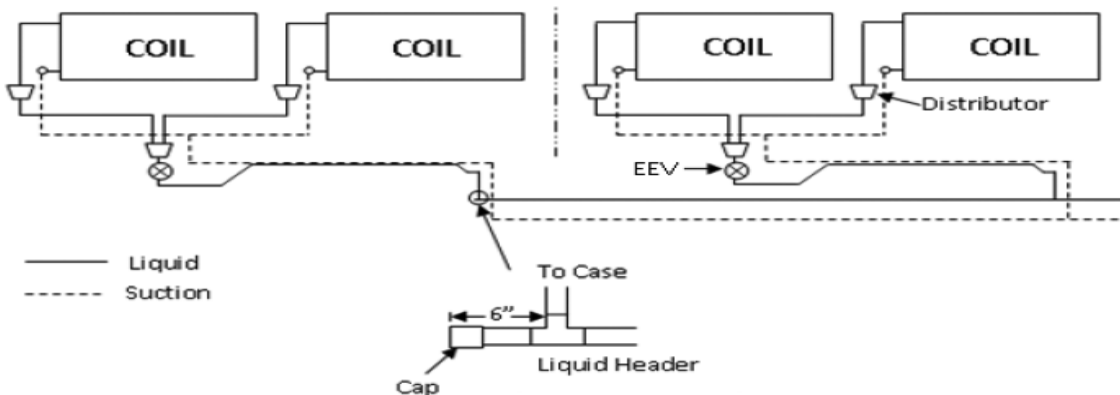 COIL COIL COIL COIL
Distributor
EEV
Liquid
To Case
Suction
6”
Liquid Header
Cap